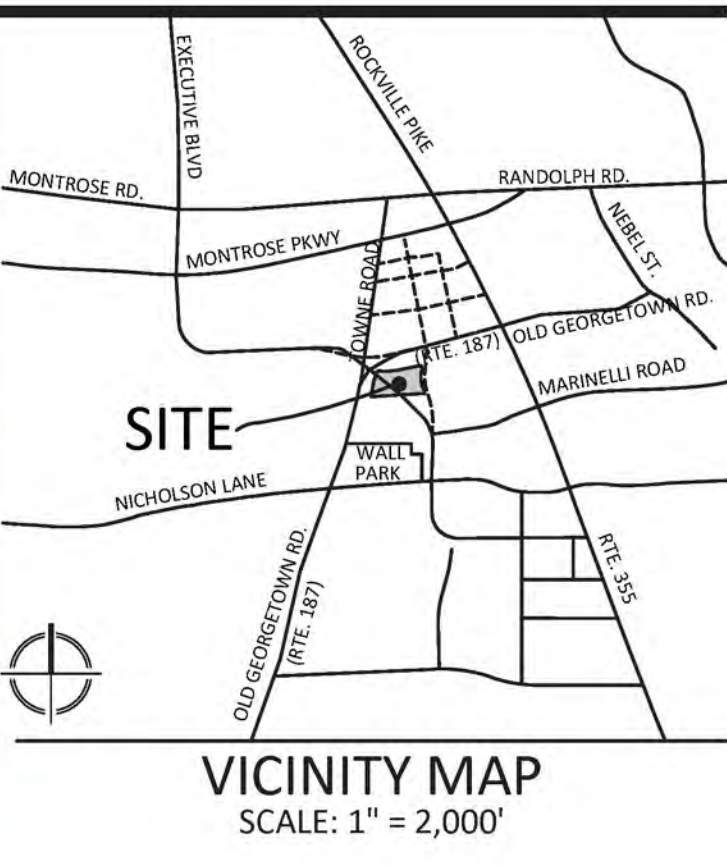 EXECUTIVE BLVD
ROCKVILLE PIKE
MONTROSE RD.
RANDOLPH RD.
MONTROSE PKWY
NEBEL ST.
OWNE ROAD
(RTE. 187)
OLD GEORGETOWN RD.
MARINELLI ROAD
SITE
WALL
PARK
NICHOLSON LANE
RTE. 355
OLD GEORGETOWN RD.
(RTE. 187)
VICINITY MAP
SCALE: 1" = 2,000'